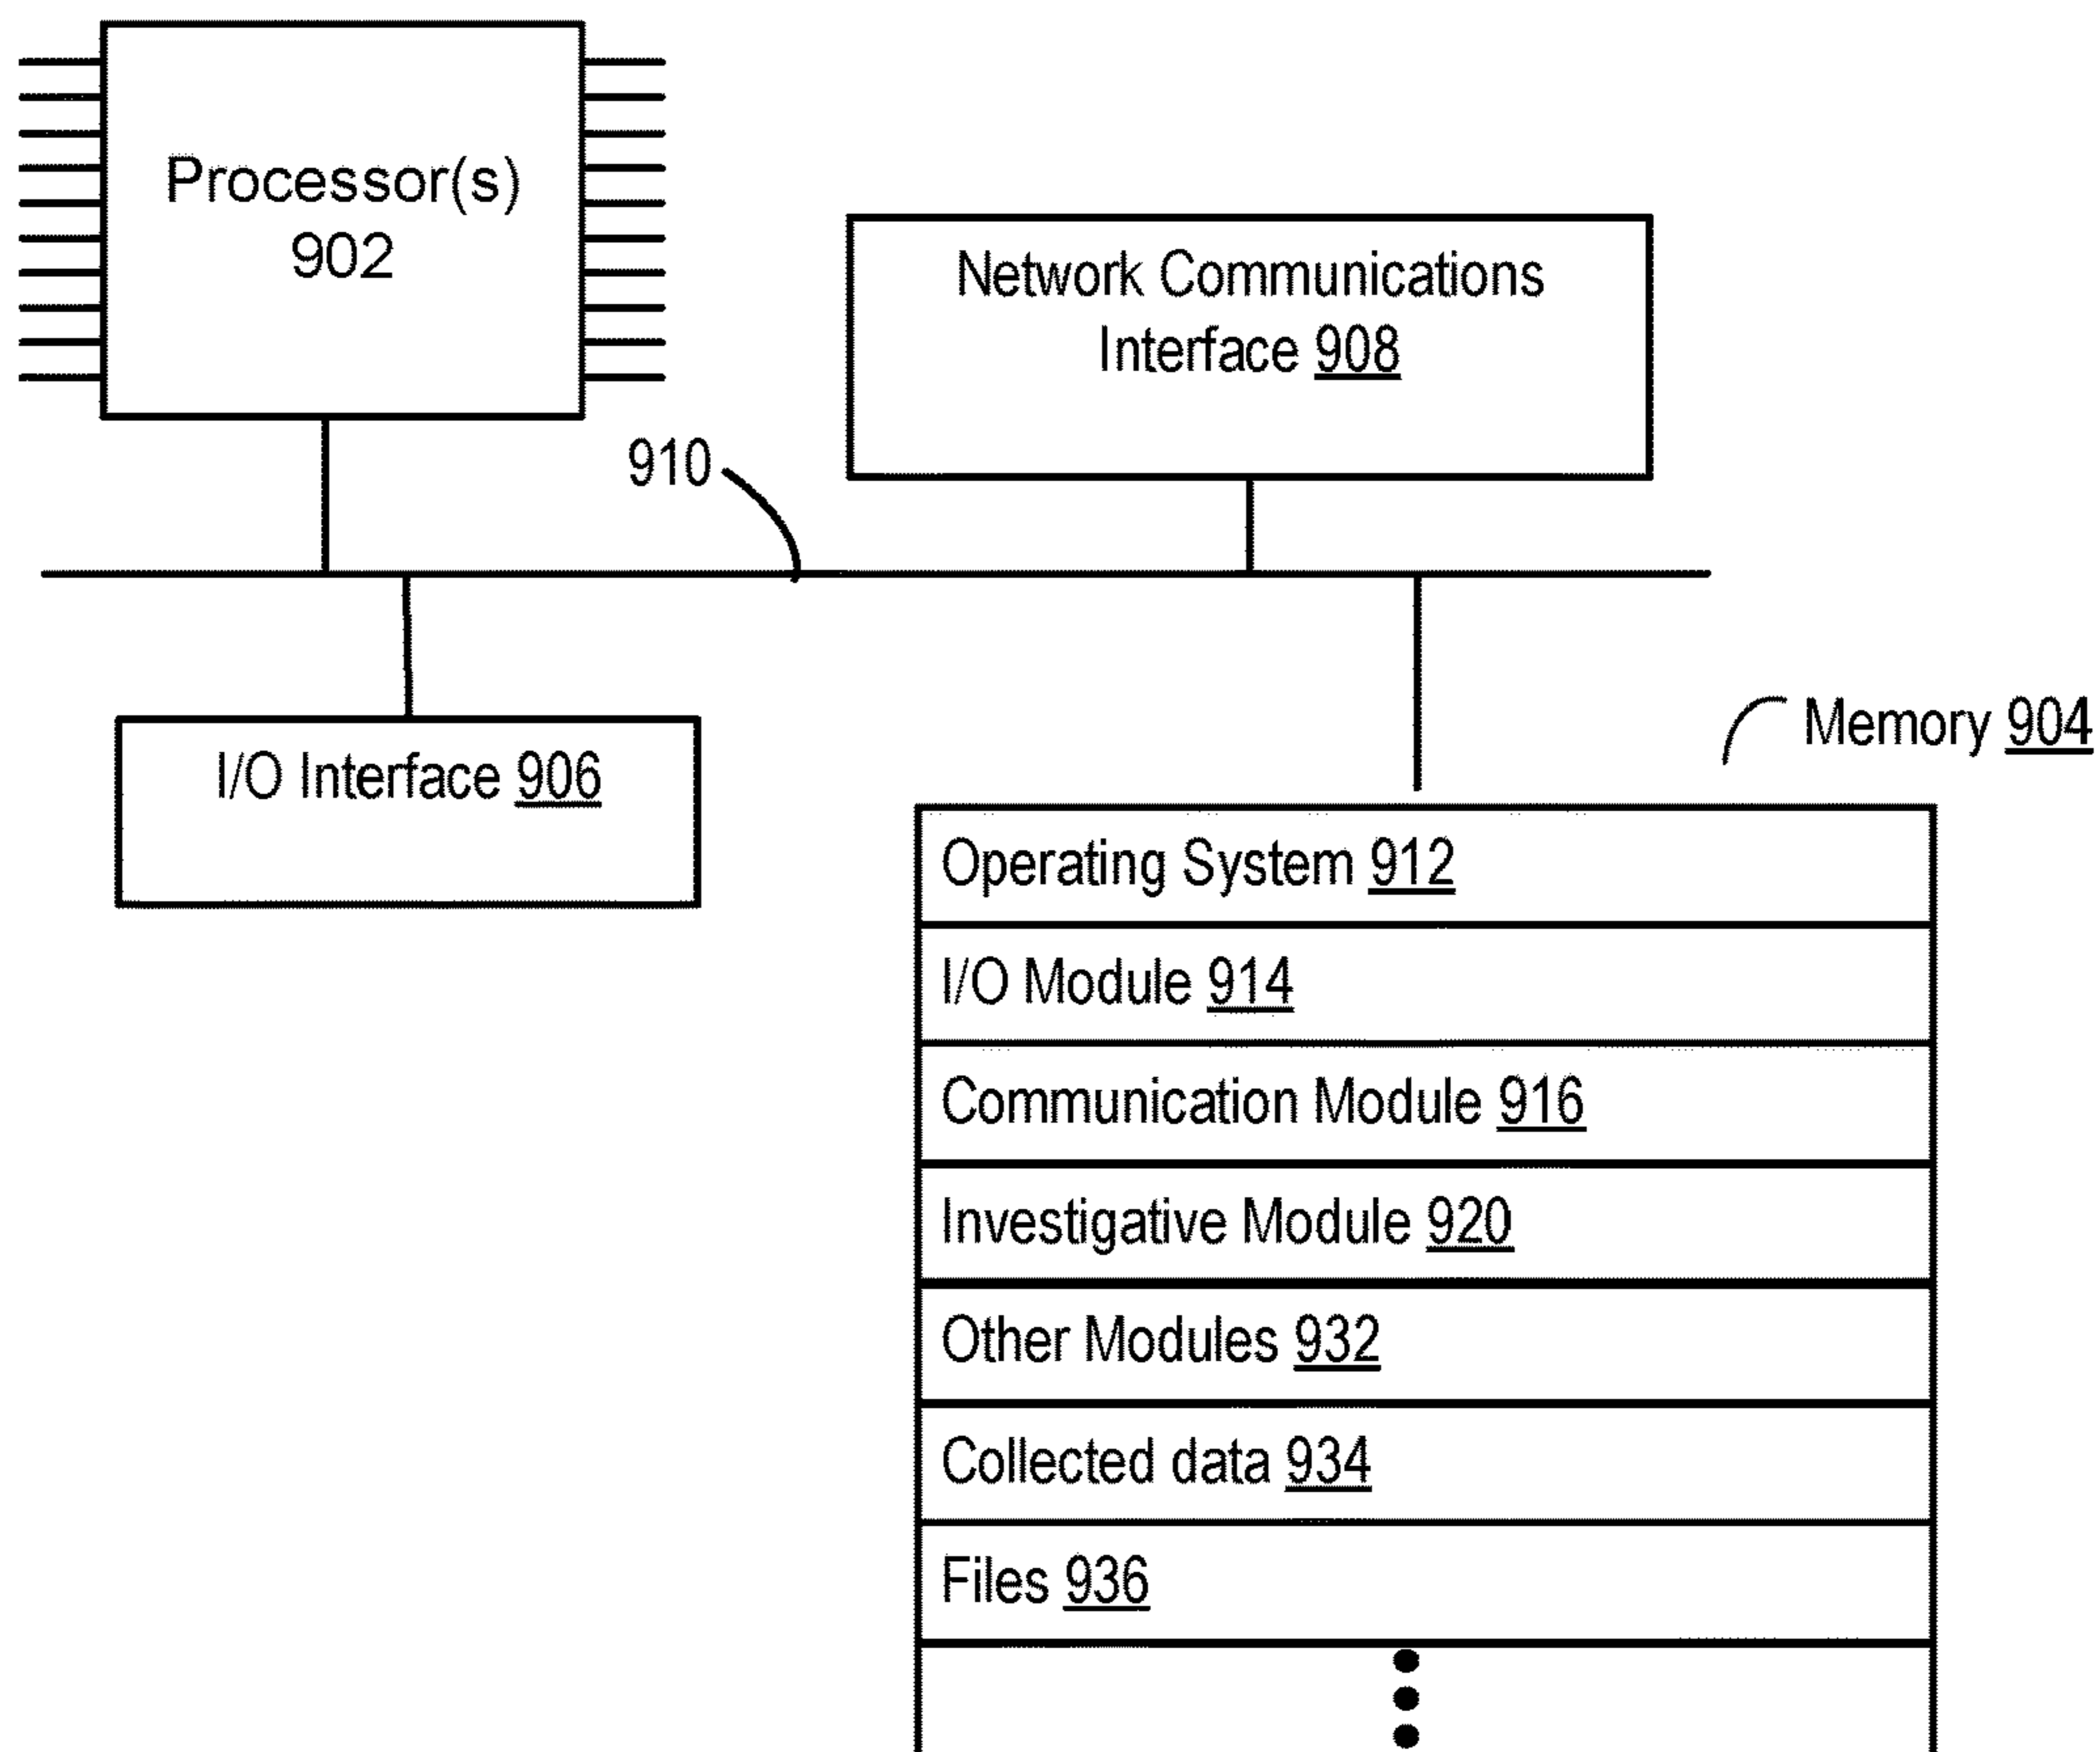 Processor(s)
902
Network Communications
Interface 908
910
I/O Interface 906
Memory 904
Operating System 912
I/O Module 914
Communication Module 916
Investigative Module 920
Other Modules 932
Collected data 934
Files 936